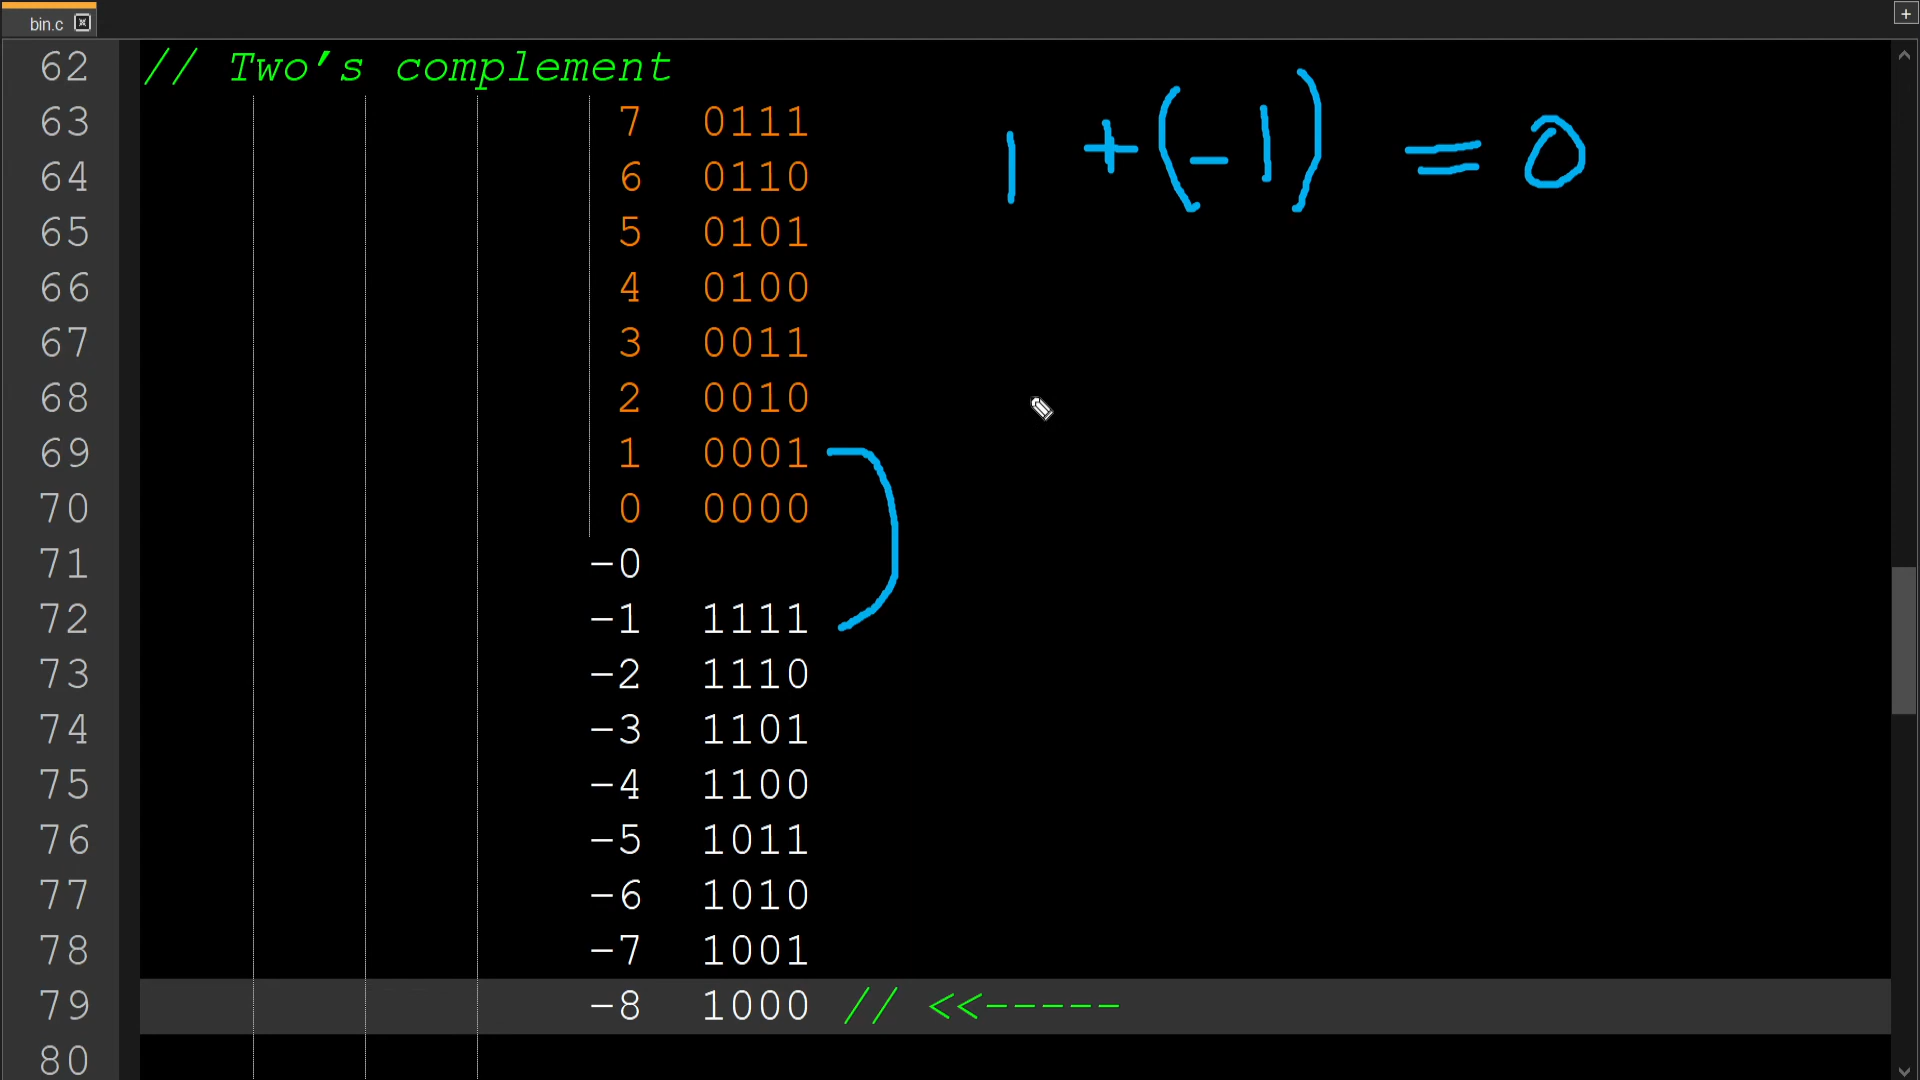 bin.c
62 // Two's complement
63 7 0111
1 +(-1) = 0
64 6 0110
65 5 0101
66 4 0100
67 3 0011
68 2 0010
69 1 0001
70 0 0000
71 -0
72 -1 1111
73 -2 1110
74 -3 1101
75 -4 1100
76 -5 1011
77 -6 1010
78 -7 1001
79 -8 1000 // <<-----
80